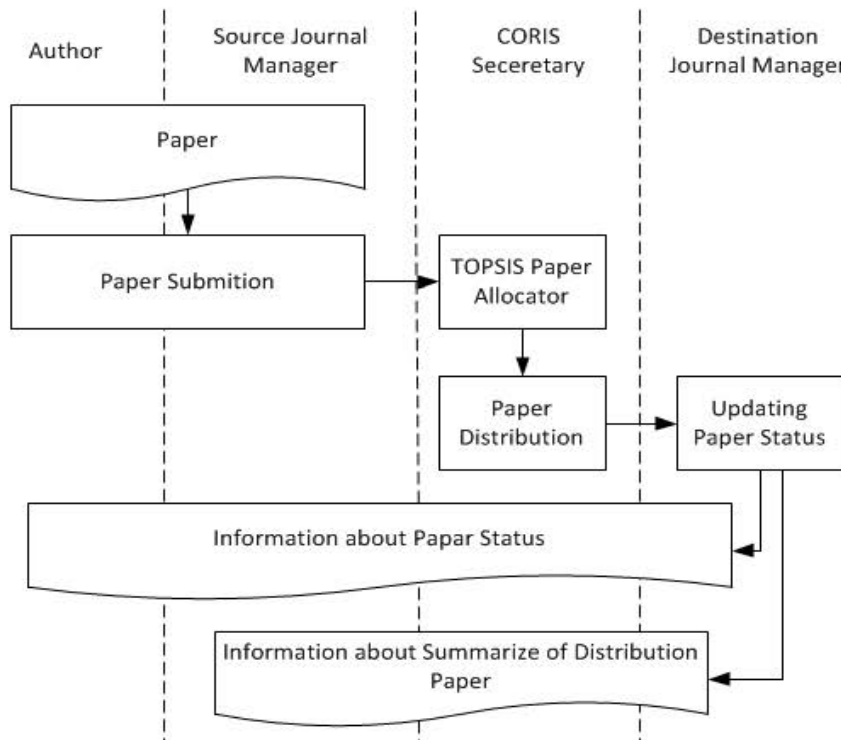 Author
Source Journal
Manager
CORIS
Seceretary
Destination
Journal Manager
Paper
Paper Submition
TOPSIS Paper
Allocator
Paper
Distribution
Updating
Paper Status
Information about Papar Status
Information about Summarize of Distribution
Paper